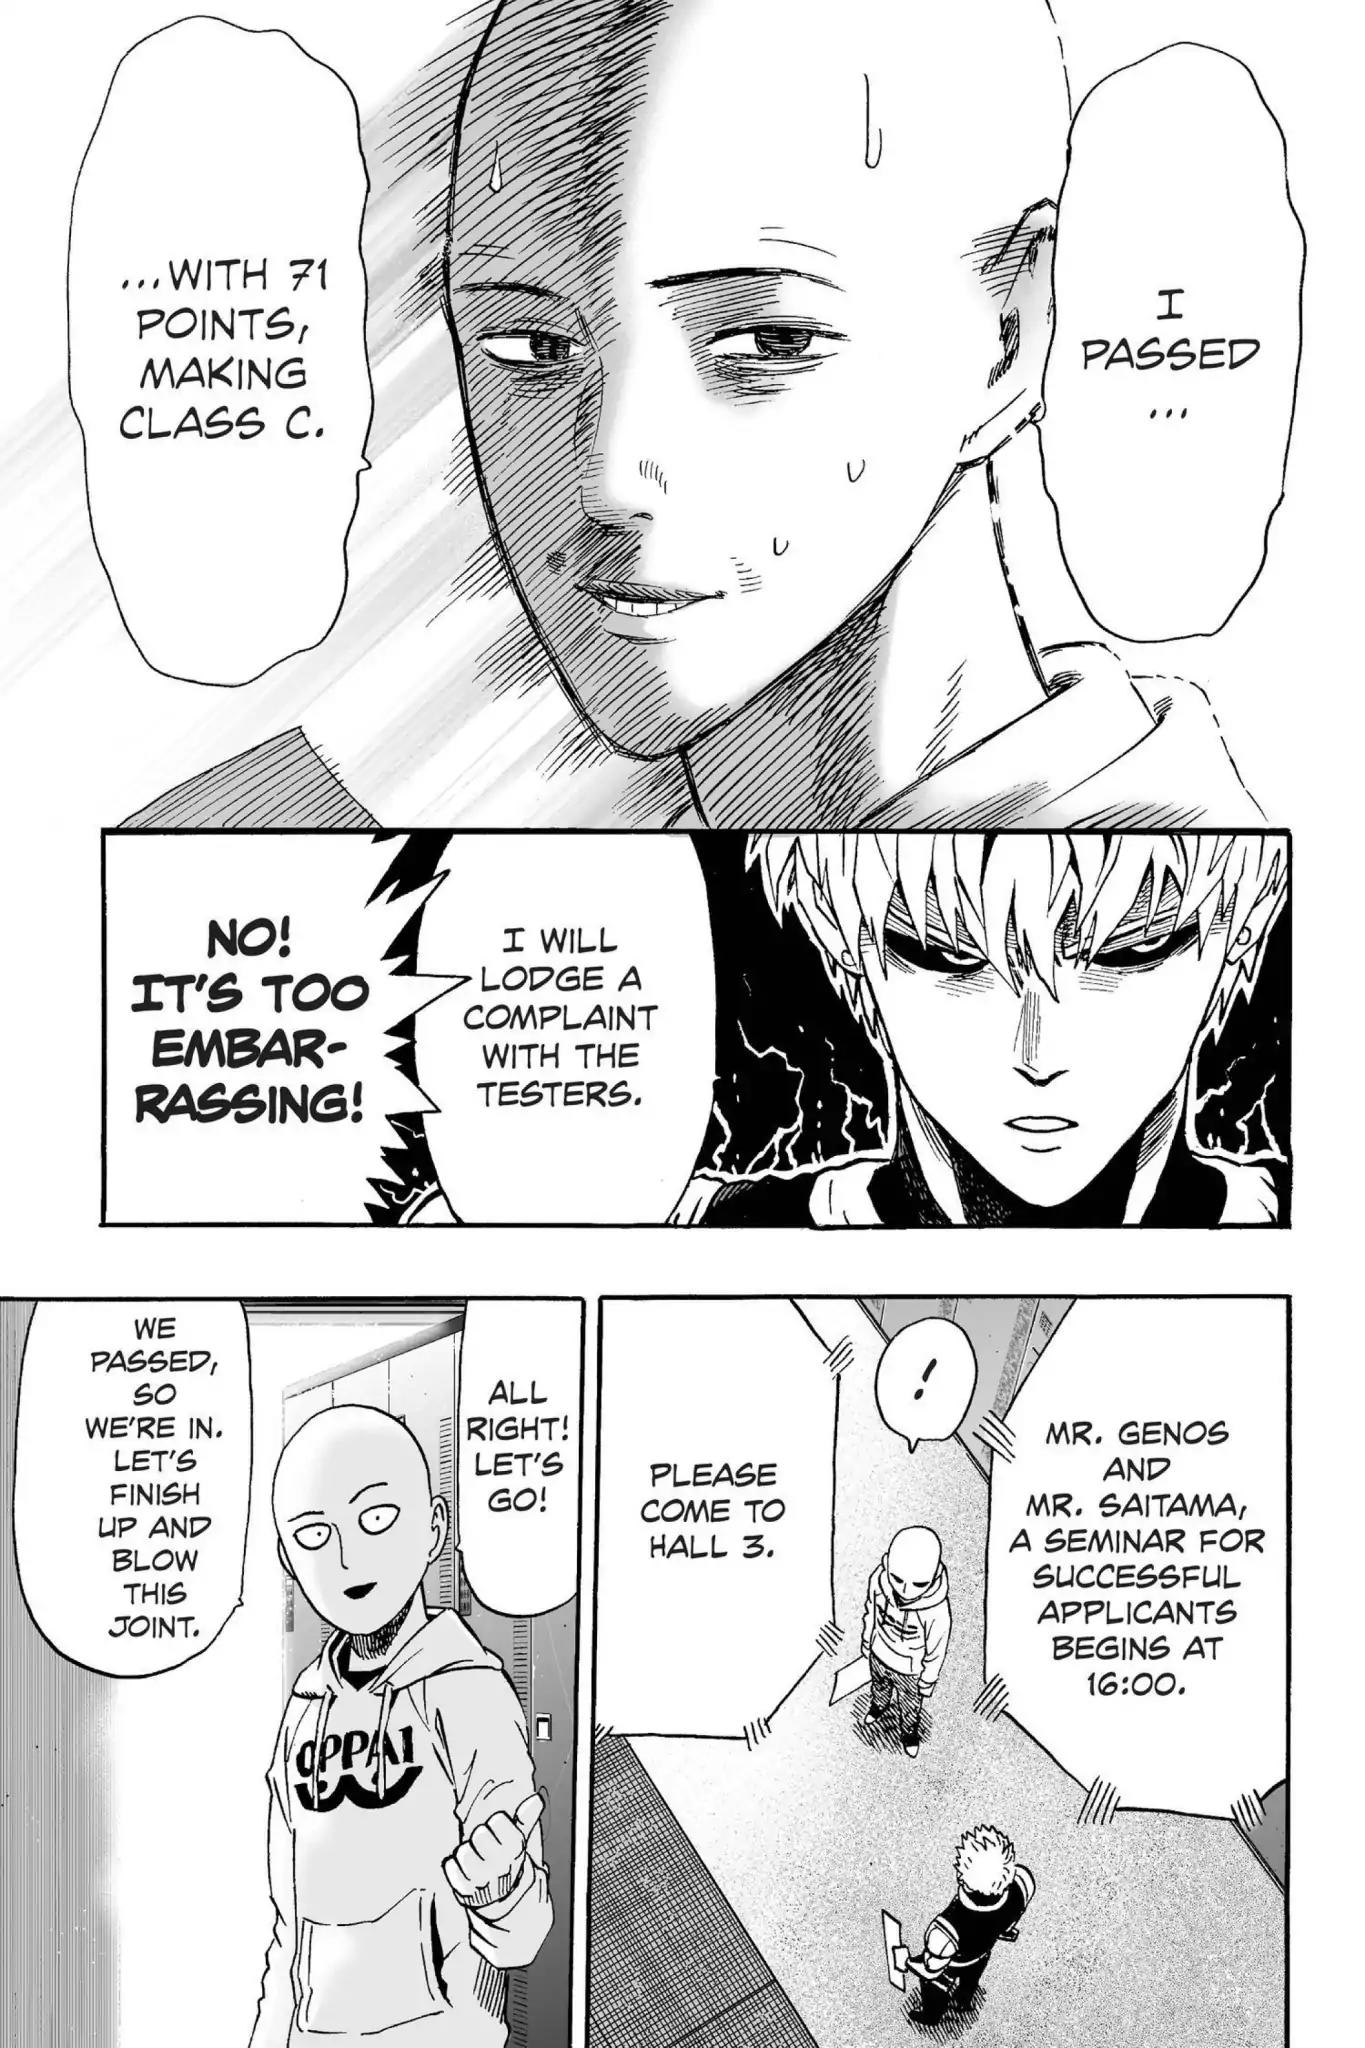 I
PASSED
...
...WITH 71
POINTS,
MAKING
CLASS C.
I WILL
LODGE A
COMPLAINT
WITH THE
TESTERS.
NO!
IT'S TOO
EMBAR-
RASSING!
MR. GENOS
AND
MR. SAITAMA,
A SEMINAR FOR
SUCCESSFUL
APPLICANTS
BEGINS AT
16:00.
!
PLEASE
COME TO
HALL 3.
ALL
RIGHT!
LET'S
GO!
WE
PASSED,
SO
WE'RE IN.
LET'S
FINISH
UP AND
BLOW
THIS
JOINT.
OPPAI